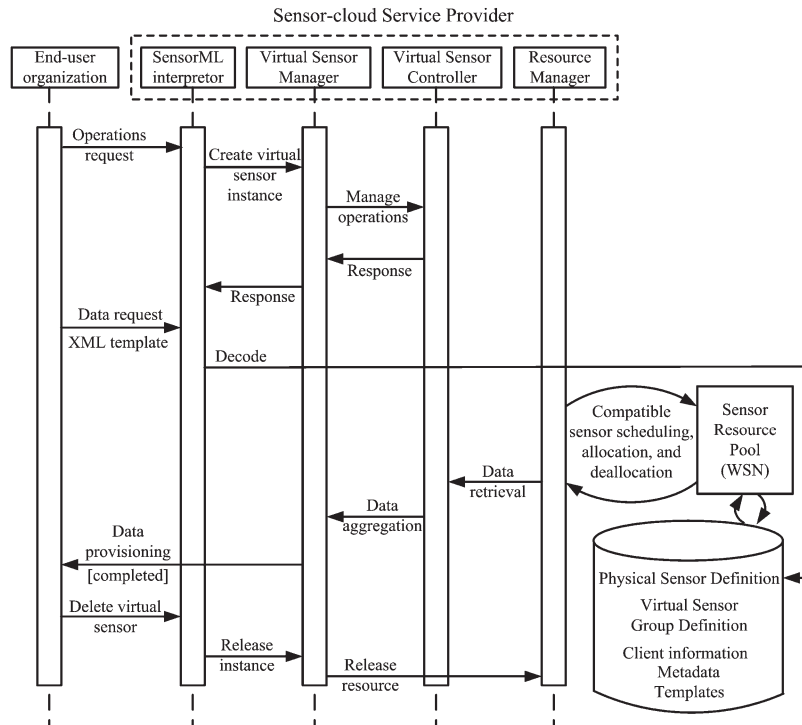 Sensor-cloud Service Provider
End-user
organization
SensorML
interpretor
Virtual Sensor
Manager
Virtual Sensor
Controller
Resource
Manager
Operations
request
Create virtual
sensor
instance
Manage
operations
Response
Response
Data request
XML template
Decode
Compatible
sensor scheduling,
allocation, and
deallocation
Sensor
Resource
Pool
(WSN)
Data
retrieval
Data
aggregation
Data
provisioning
[completed]
Physical Sensor Definition
Virtual Sensor
Group Definition
Client information
Metadata
Templates
Delete virtual
sensor
Release
instance
Release
resource